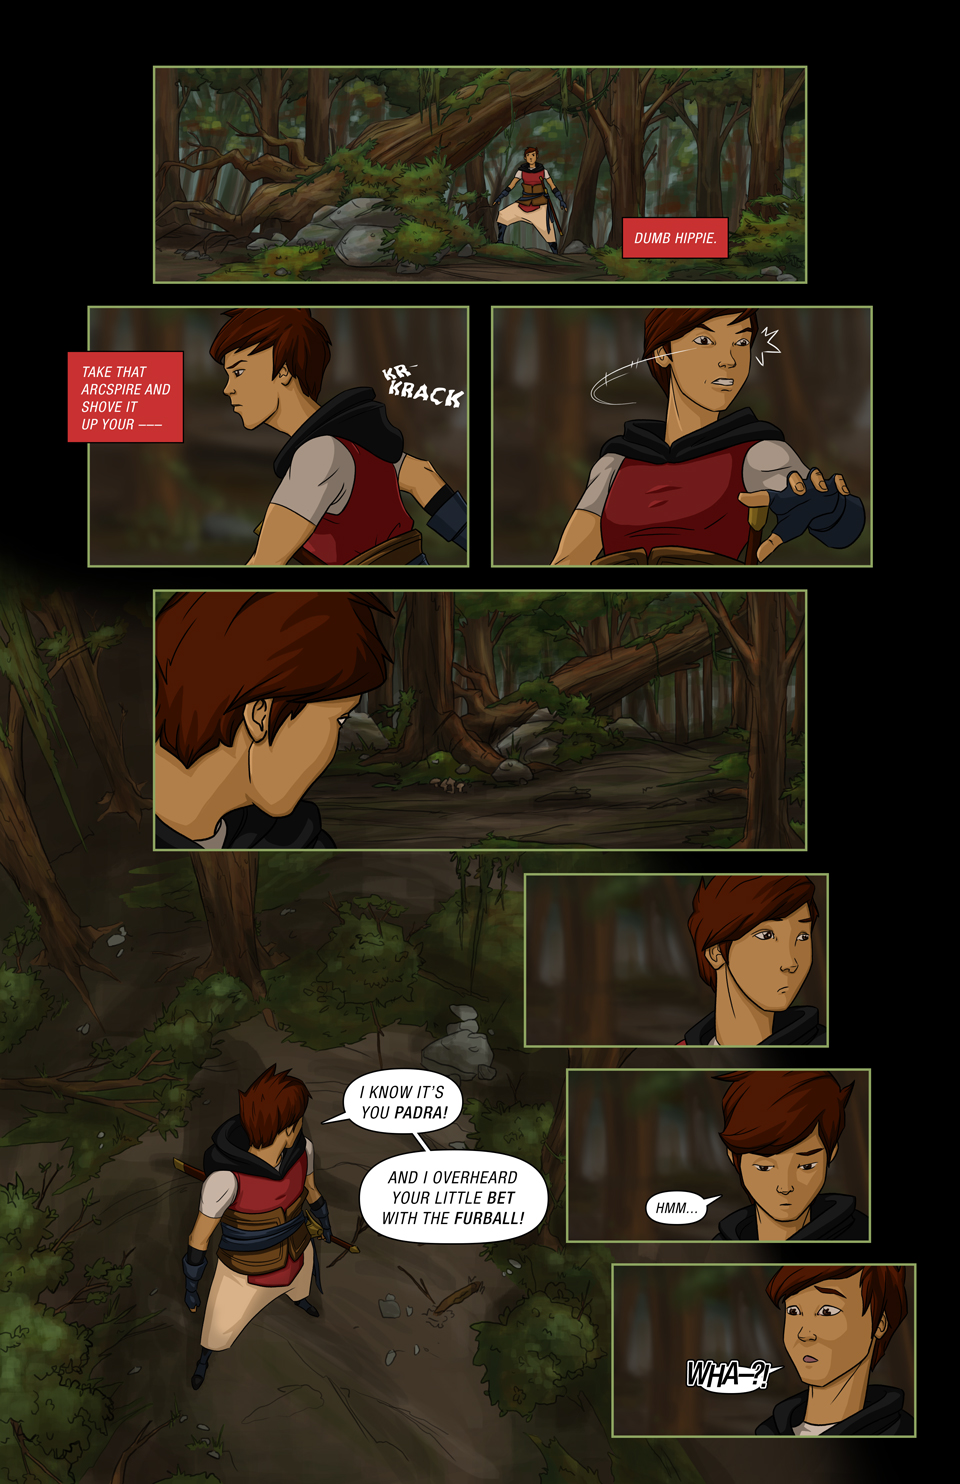 DUMB HIPPIE.
TAKE THAT
ARCSPIRE AND
SHOVE IT
UP YOUR ---
KR-
KRACK
I KNOW IT'S
YOU PADRA!
AND I OVERHEARD
YOUR LITTLE BET
WITH THE FURBALL!
HMM...
WHA-?!